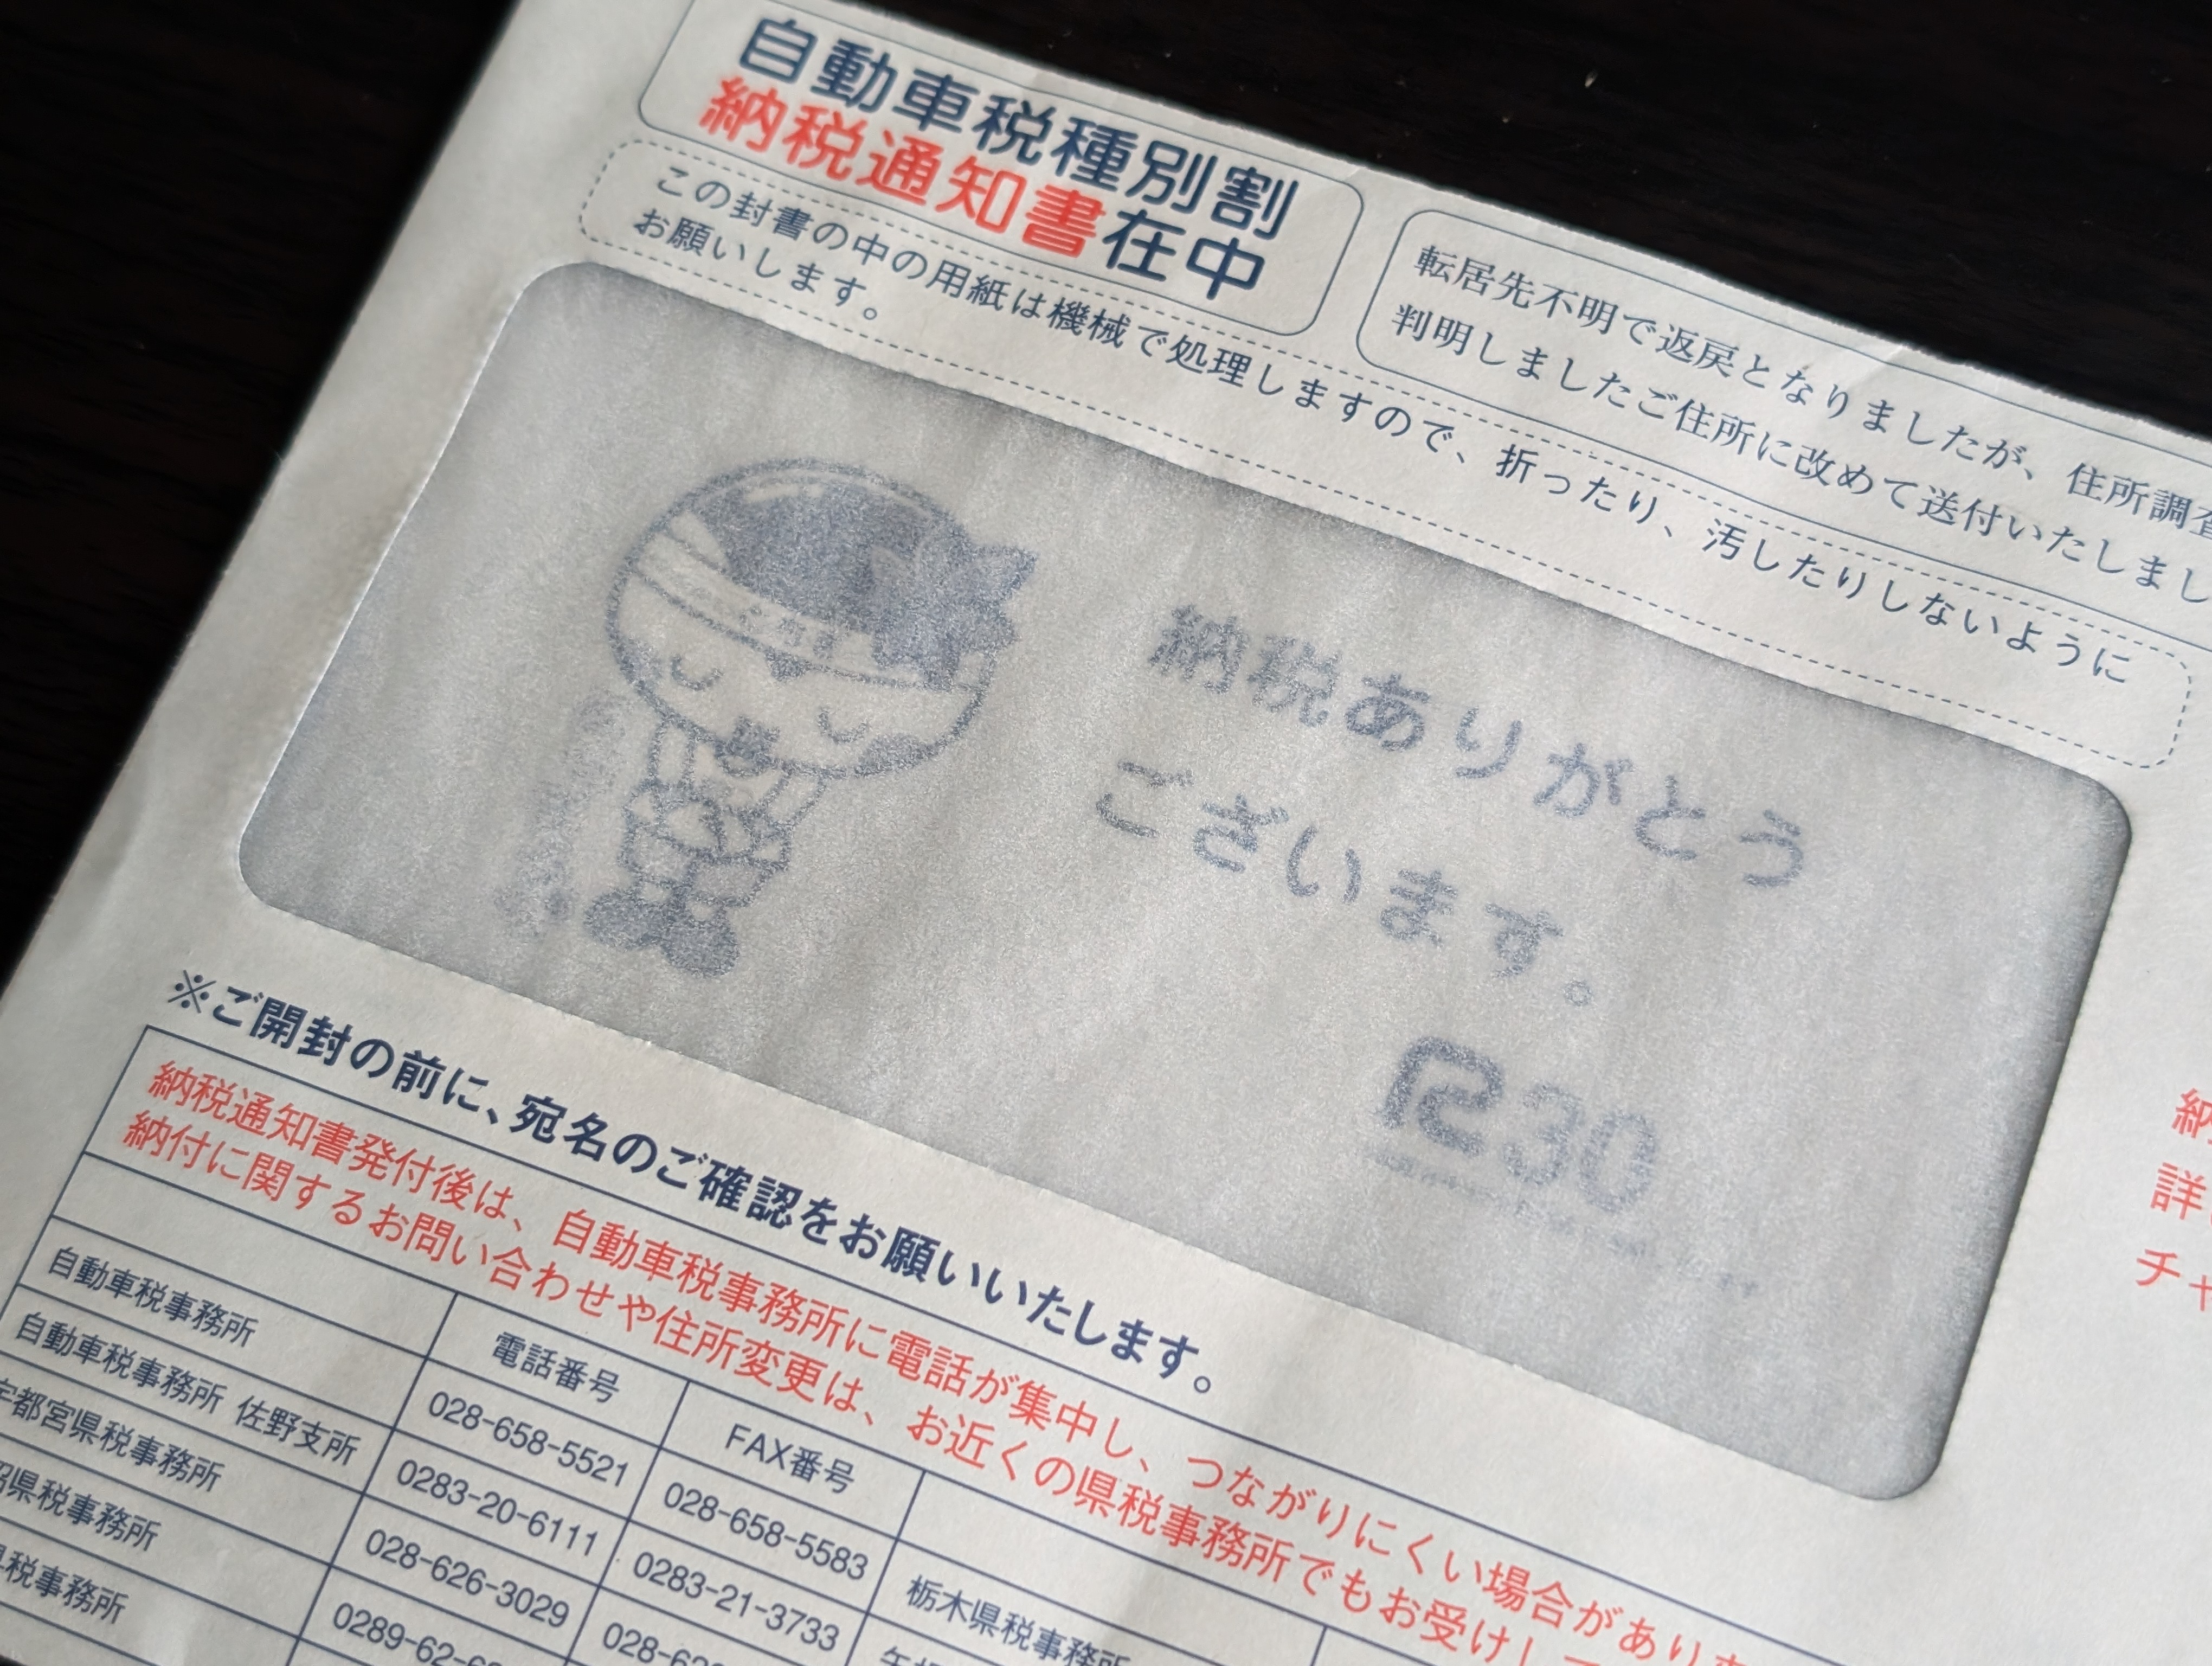 自動車税種別割
納税通知書在中
転居先不明で返戻となりましたが、住所調査
判明しましたご住所に改めて送付いたしまし
この封書の中の用紙は機械で処理しますので、折ったり、汚したりしないように
お願いします。
納税ありがとう
ございます。
R30
※ご開封の前に、宛名のご確認をお願いいたします。
納税通知書発付後は、自動車税事務所に電話が集中し、つながりにくい場合があります
納付に関するお問い合わせや住所変更は、お近くの県税事務所でもお受けして
電話番号 FAX番号
自動車税事務所 028-658-5521 028-658-5583 栃木県税事務所
自動車税事務所 佐野支所 0283-20-6111 0283-21-3733
宇都宮県税事務所 028-626-3029 028-62
県税事務所 0289-62-6
県税事務所
納
詳
チャ